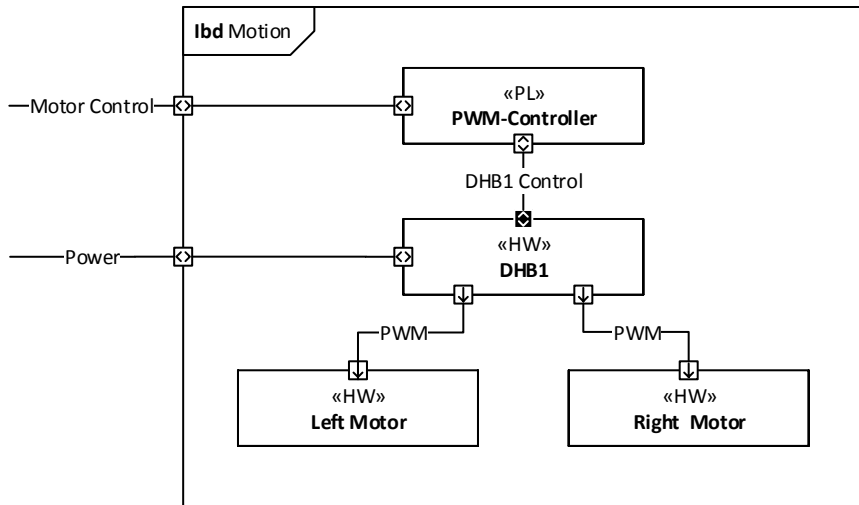 Ibd Motion
«PL»
Motor Control
PWM-Controller
DHB1 Control
«HW»
Power
DHB1
PWM
PWM
«HW»
«HW»
Left Motor
Right Motor